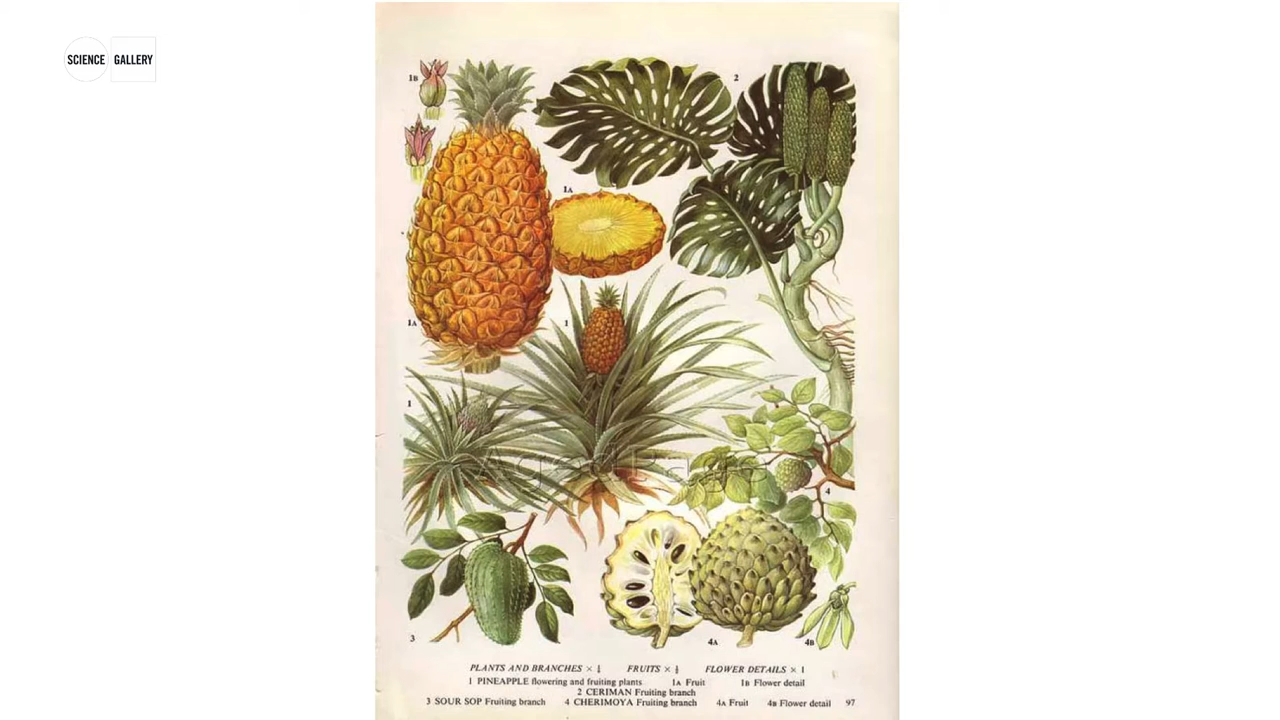 SCIENCE GALLERY
1B
2
1A
1A
1
1
4
3
4A
4B
AgedPage
PLANTS AND BRANCHES × ⅛ FRUITS × ½ FLOWER DETAILS × 1
1 PINEAPPLE flowering and fruiting plants 1A Fruit 1B Flower detail
2 CERIMAN Fruiting branch
3 SOUR SOP Fruiting branch 4 CHERIMOYA Fruiting branch 4A Fruit 4B Flower detail 97